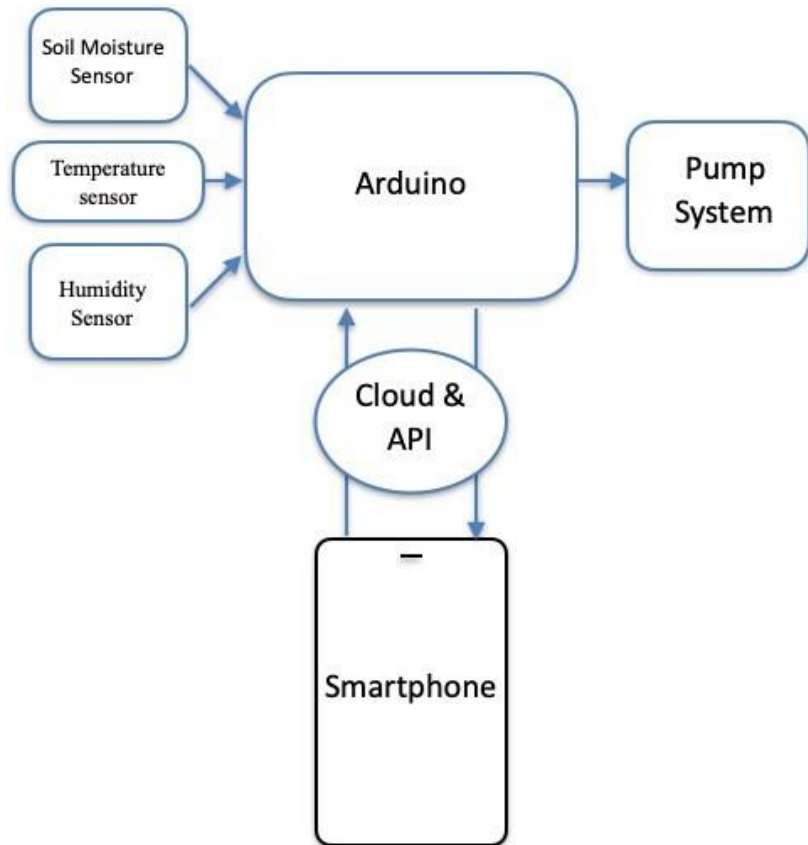 Soil Moisture
Sensor
Temperature
sensor
Humidity
Sensor
Arduino
Pump
System
Cloud &
API
Smartphone